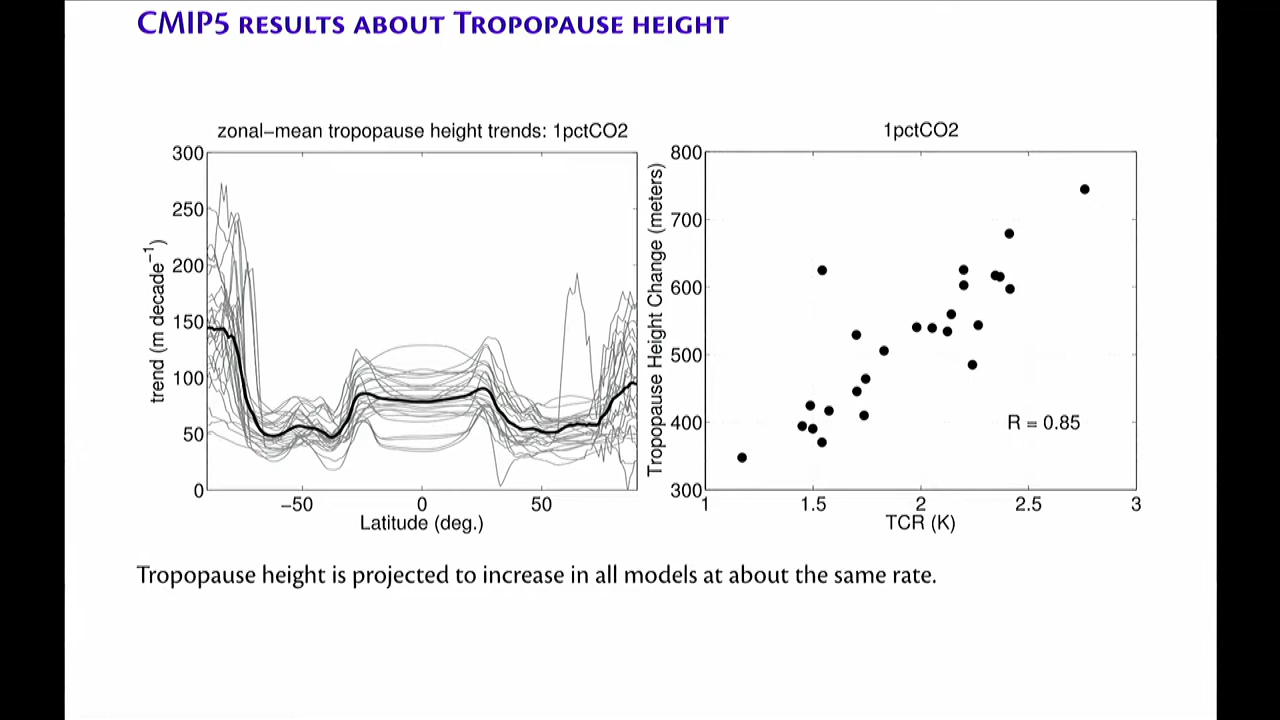 CMIP5 results about Tropopause height
zonal−mean tropopause height trends: 1pctCO2
300
250
200
150
100
50
0
trend (m decade⁻¹)
−50
0
50
Latitude (deg.)
1pctCO2
800
700
600
500
400
300
Tropopause Height Change (meters)
R = 0.85
1
1.5
2
2.5
3
TCR (K)
Tropopause height is projected to increase in all models at about the same rate.